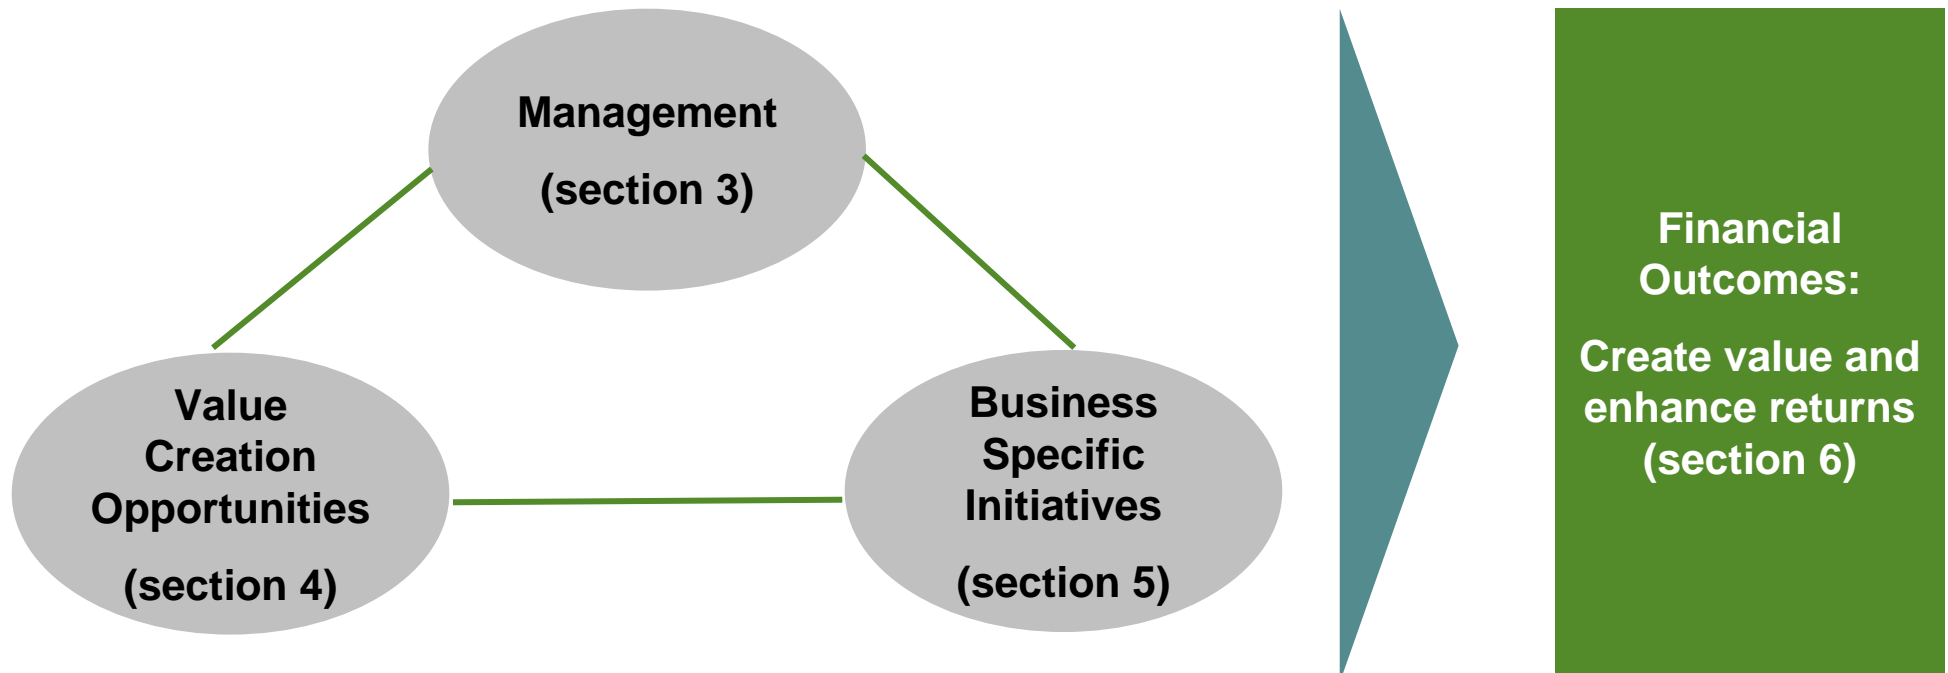 Management
(section 3)
Value
Creation
Opportunities
(section 4)
Business
Specific
Initiatives
(section 5)
Financial
Outcomes:
Create value and
enhance returns
(section 6)